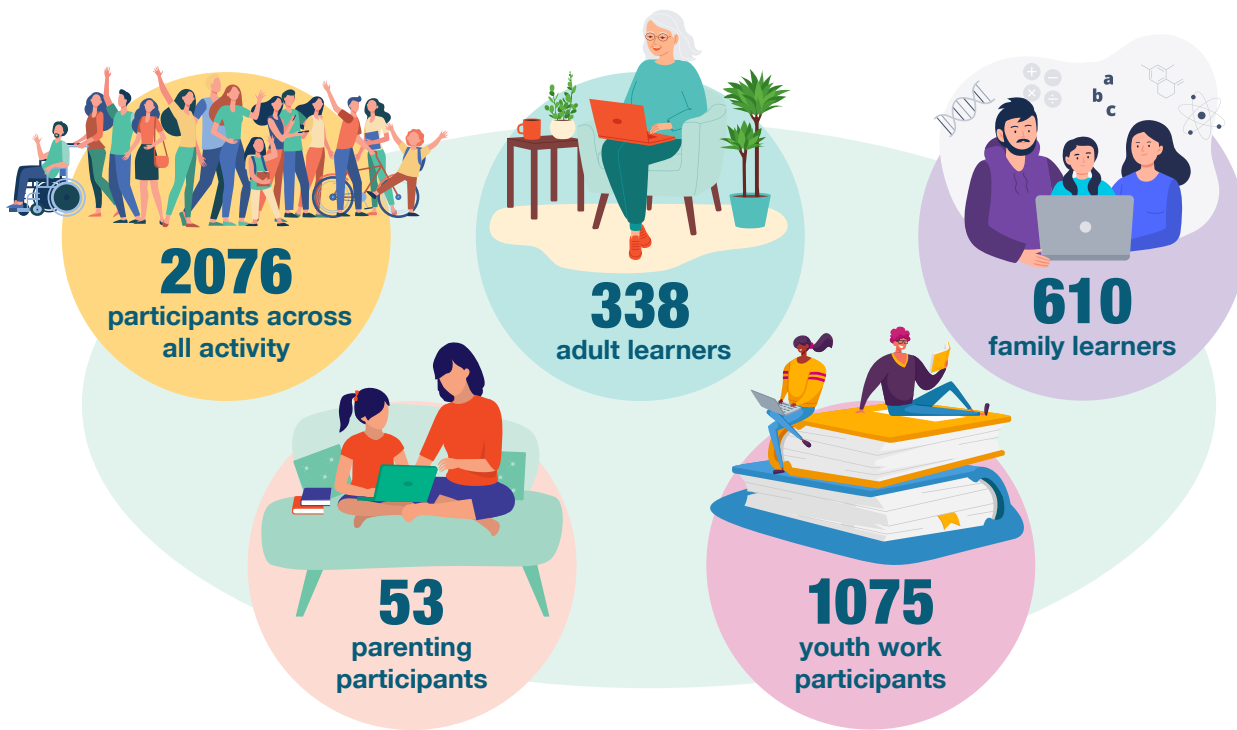 2076
participants across
all activity
338
adult learners
a
b
c
610
family learners
53
parenting
participants
1075
youth work
participants